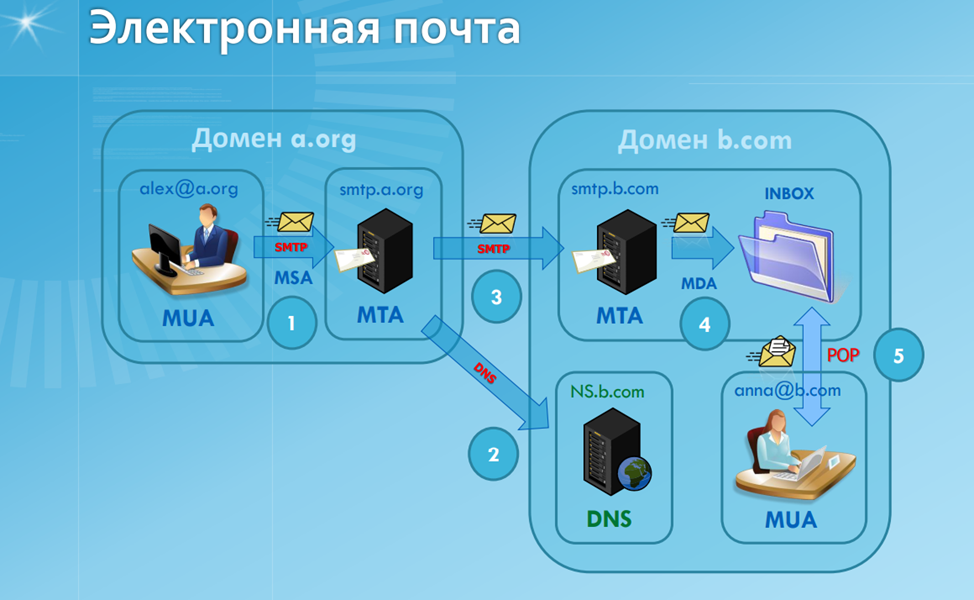 Электронная почта
Домен a.org
alex@a.org
MUA
SMTP
MSA
1
smtp.a.org
MTA
SMTP
3
DNS
2
Домен b.com
smtp.b.com
MTA
MDA
4
INBOX
POP
5
NS.b.com
DNS
anna@b.com
MUA